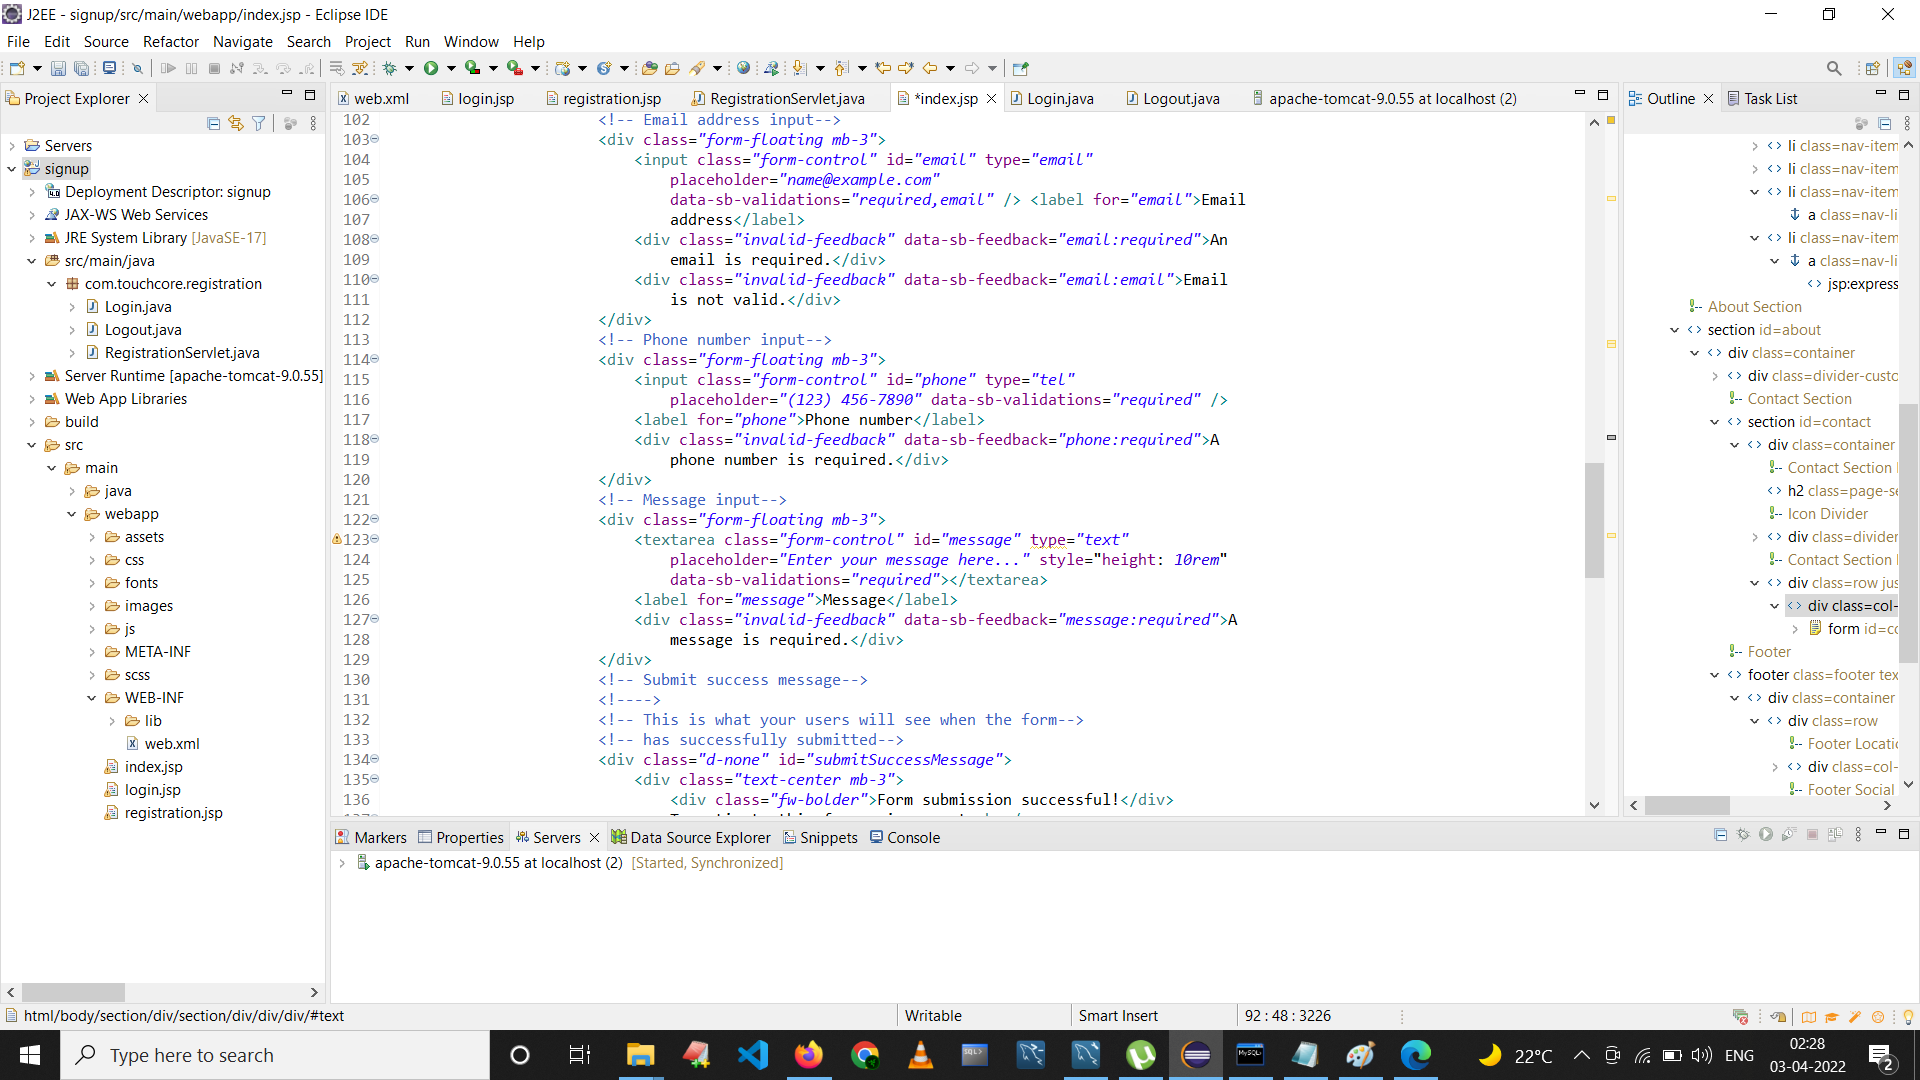 J2EE - signup/src/main/webapp/index.jsp - Eclipse IDE
File Edit Source Refactor Navigate Search Project Run Window Help
Project Explorer
Servers
signup
Deployment Descriptor: signup
JAX-WS Web Services
JRE System Library [JavaSE-17]
src/main/java
com.touchcore.registration
Login.java
Logout.java
RegistrationServlet.java
Server Runtime [apache-tomcat-9.0.55]
Web App Libraries
build
src
main
java
webapp
assets
css
fonts
images
js
META-INF
scss
WEB-INF
lib
web.xml
index.jsp
login.jsp
registration.jsp
web.xml login.jsp registration.jsp RegistrationServlet.java *index.jsp Login.java Logout.java apache-tomcat-9.0.55 at localhost (2)
102 <!-- Email address input-->
103 <div class="form-floating mb-3">
104 <input class="form-control" id="email" type="email"
105 placeholder="name@example.com"
106 data-sb-validations="required,email" /> <label for="email">Email
107 address</label>
108 <div class="invalid-feedback" data-sb-feedback="email:required">An
109 email is required.</div>
110 <div class="invalid-feedback" data-sb-feedback="email:email">Email
111 is not valid.</div>
112 </div>
113 <!-- Phone number input-->
114 <div class="form-floating mb-3">
115 <input class="form-control" id="phone" type="tel"
116 placeholder="(123) 456-7890" data-sb-validations="required" />
117 <label for="phone">Phone number</label>
118 <div class="invalid-feedback" data-sb-feedback="phone:required">A
119 phone number is required.</div>
120 </div>
121 <!-- Message input-->
122 <div class="form-floating mb-3">
123 <textarea class="form-control" id="message" type="text"
124 placeholder="Enter your message here..." style="height: 10rem"
125 data-sb-validations="required"></textarea>
126 <label for="message">Message</label>
127 <div class="invalid-feedback" data-sb-feedback="message:required">A
128 message is required.</div>
129 </div>
130 <!-- Submit success message-->
131 <!---->
132 <!-- This is what your users will see when the form-->
133 <!-- has successfully submitted-->
134 <div class="d-none" id="submitSuccessMessage">
135 <div class="text-center mb-3">
136 <div class="fw-bolder">Form submission successful!</div>
Outline Task List
li class=nav-item
li class=nav-item
li class=nav-item
a class=nav-li
li class=nav-item
a class=nav-li
jsp:express
About Section
section id=about
div class=container
div class=divider-custo
Contact Section
section id=contact
div class=container
Contact Section
h2 class=page-se
Icon Divider
div class=divider
Contact Section
div class=row jus
div class=col-
form id=co
Footer
footer class=footer tex
div class=container
div class=row
Footer Locatio
div class=col-
Footer Social
Markers Properties Servers Data Source Explorer Snippets Console
apache-tomcat-9.0.55 at localhost (2) [Started, Synchronized]
html/body/section/div/section/div/div/div/#text Writable Smart Insert 92 : 48 : 3226
Type here to search
SQL>
MySQL
22°C ENG
02:28
03-04-2022
2